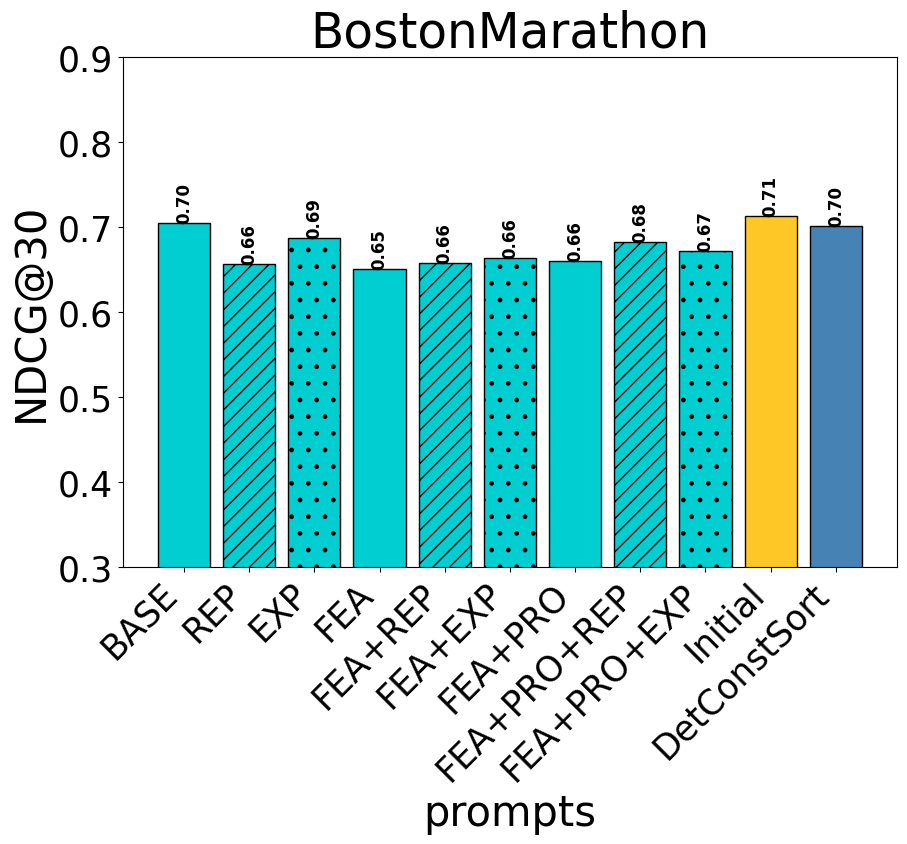 BostonMarathon
NDCG@30
0.9
0.8
0.7
0.6
0.5
0.4
0.3
0.70
0.66
0.69
0.65
0.66
0.66
0.66
0.68
0.67
0.71
0.70
BASE
REP
EXP
FEA
FEA+REP
FEA+EXP
FEA+PRO
FEA+PRO+REP
FEA+PRO+EXP
Initial
DetConstSort
prompts